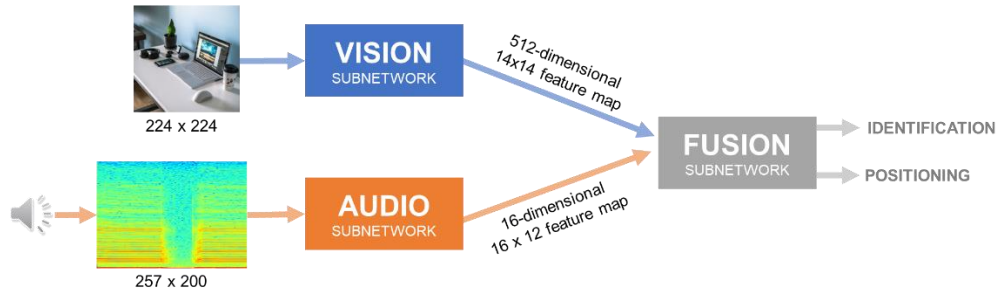 224 x 224
VISION
SUBNETWORK
512-dimensional
14x14 feature map
257 x 200
AUDIO
SUBNETWORK
16-dimensional
16 x 12 feature map
FUSION
SUBNETWORK
IDENTIFICATION
POSITIONING